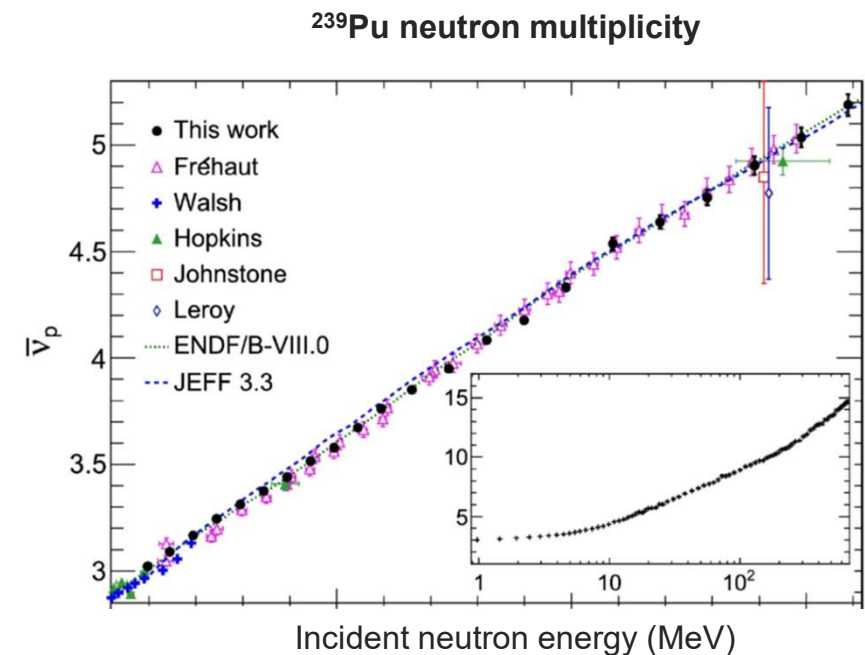 ²³⁹Pu neutron multiplicity
ν̄ₚ
5
4.5
4
3.5
3
This work
Fréhaut
Walsh
Hopkins
Johnstone
Leroy
ENDF/B-VIII.0
JEFF 3.3
15
10
5
1
10
10²
Incident neutron energy (MeV)